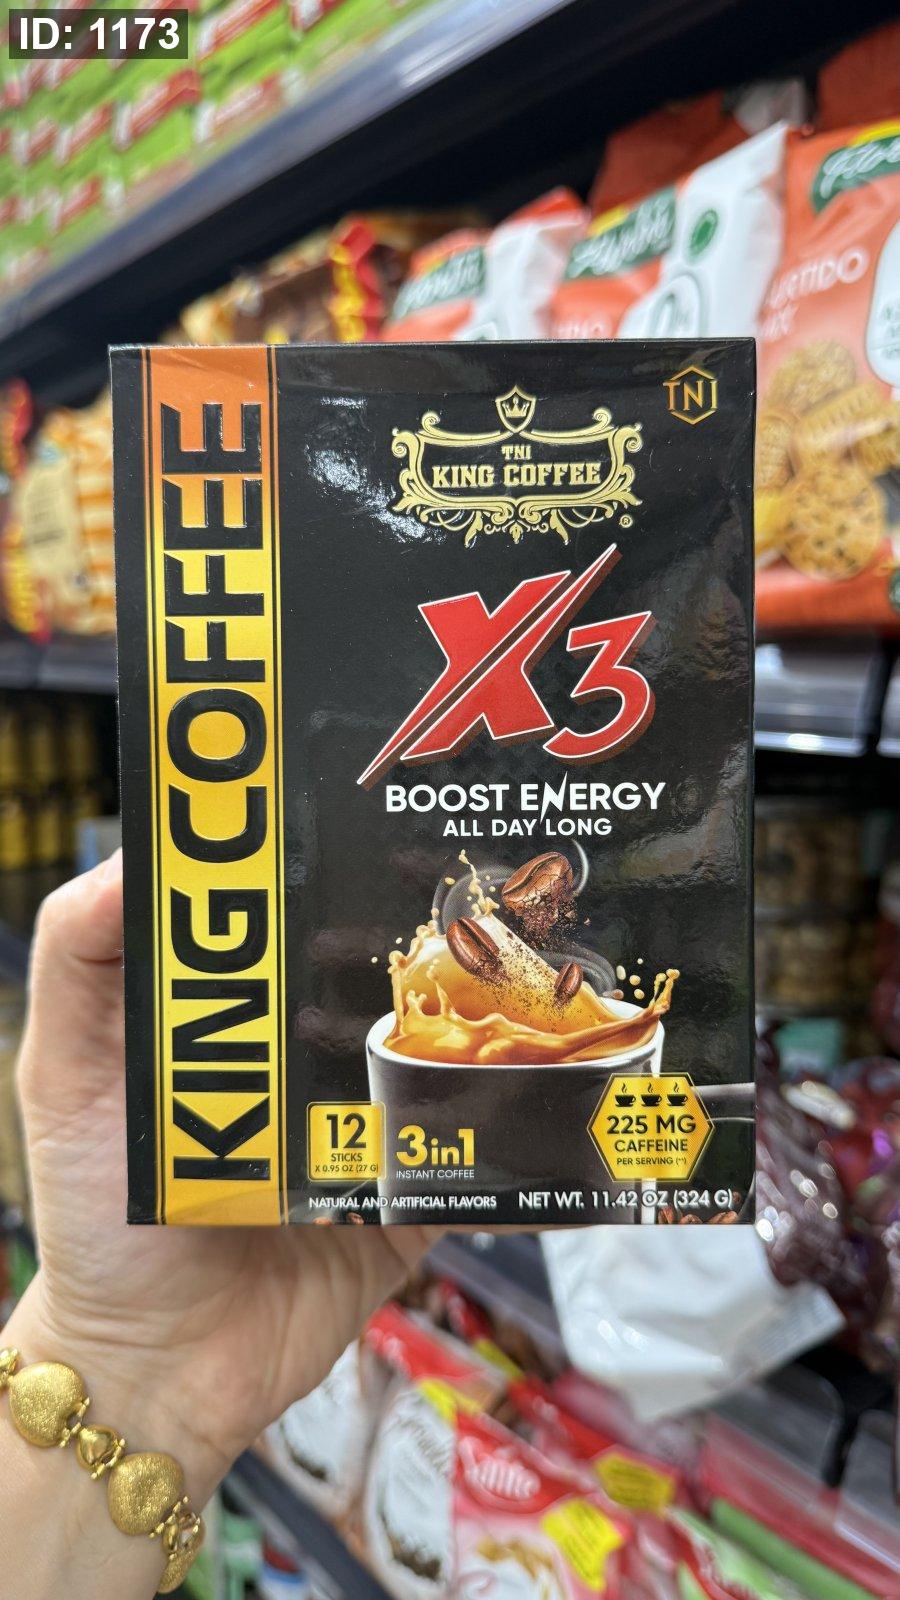 ID: 1173
TNI
TNI
KING COFFEE
®
KING COFFEE
X3
BOOST ENERGY
ALL DAY LONG
12
STICKS
X 0.95 OZ (27 G)
3in1
INSTANT COFFEE
225 MG
CAFFEINE
PER SERVING (**)
NATURAL AND ARTIFICIAL FLAVORS
NET WT. 11.42 OZ (324 G)